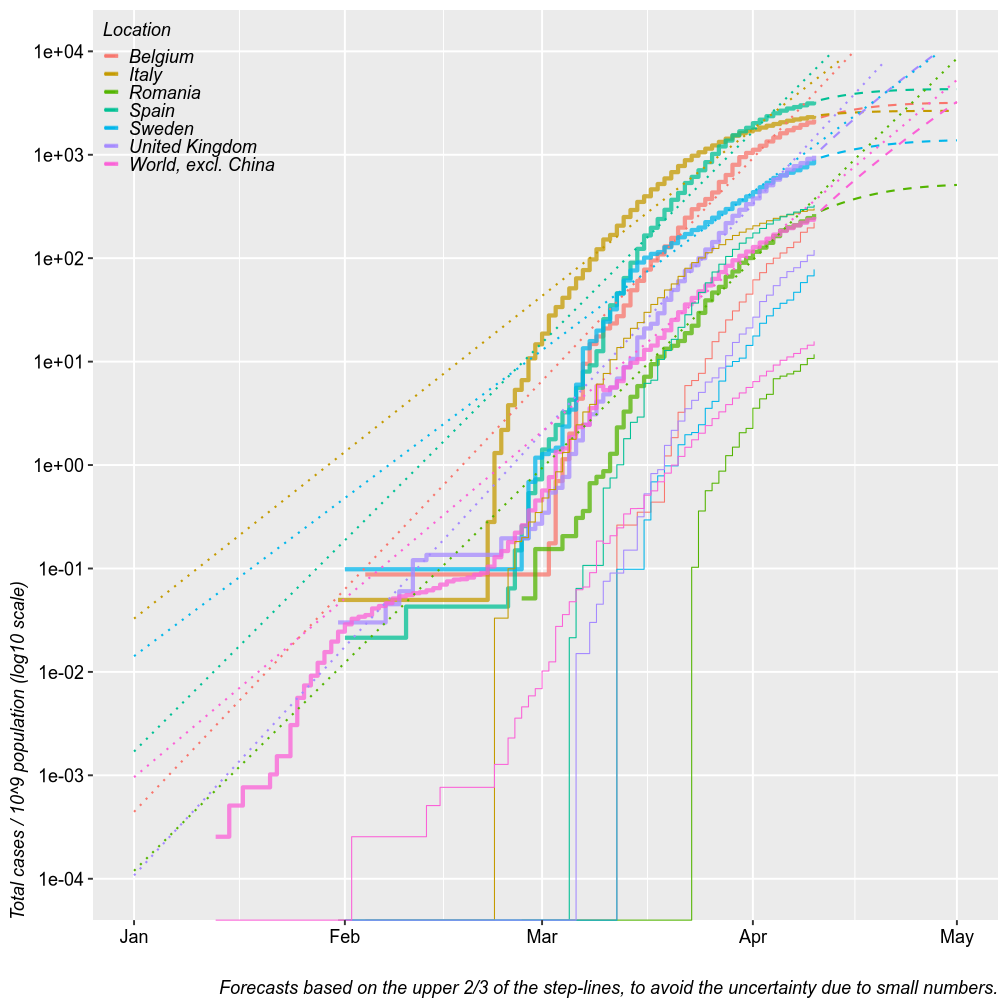 Location
Belgium
Italy
Romania
Spain
Sweden
United Kingdom
World, excl. China
Total cases / 10^9 population (log10 scale)
1e+04
1e+03
1e+02
1e+01
1e+00
1e-01
1e-02
1e-03
1e-04
Jan Feb Mar Apr May
Forecasts based on the upper 2/3 of the step-lines, to avoid the uncertainty due to small numbers.